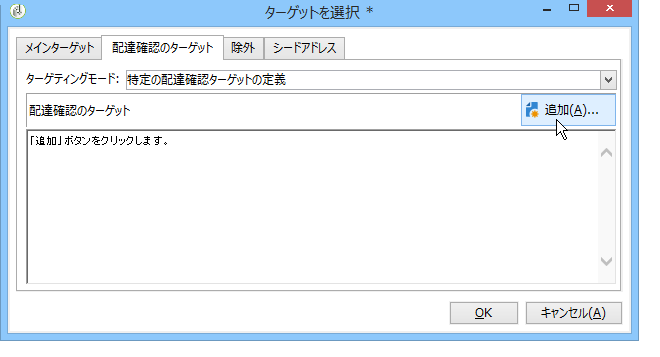 ターゲットを選択 *
メインターゲット 配達確認のターゲット 除外 シードアドレス
ターゲティングモード: 特定の配達確認ターゲットの定義
配達確認のターゲット 追加(A)...
「追加」ボタンをクリックします。
OK キャンセル(A)